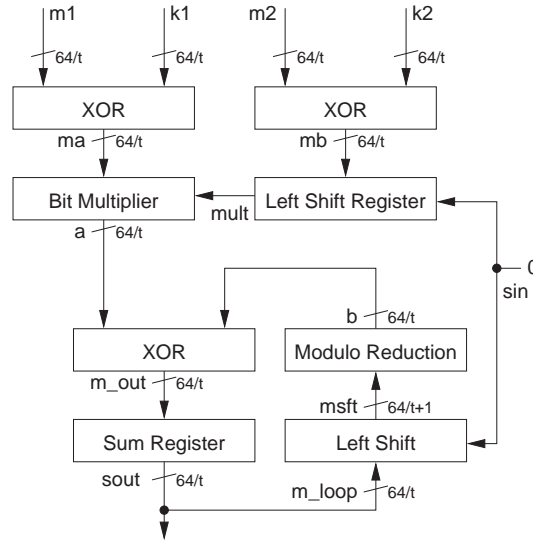 m1 k1 m2 k2
64/t 64/t 64/t 64/t
XOR XOR
ma 64/t mb 64/t
Bit Multiplier mult Left Shift Register
a 64/t
0
sin
b 64/t
XOR Modulo Reduction
m_out 64/t msft 64/t+1
Sum Register Left Shift
sout 64/t m_loop 64/t